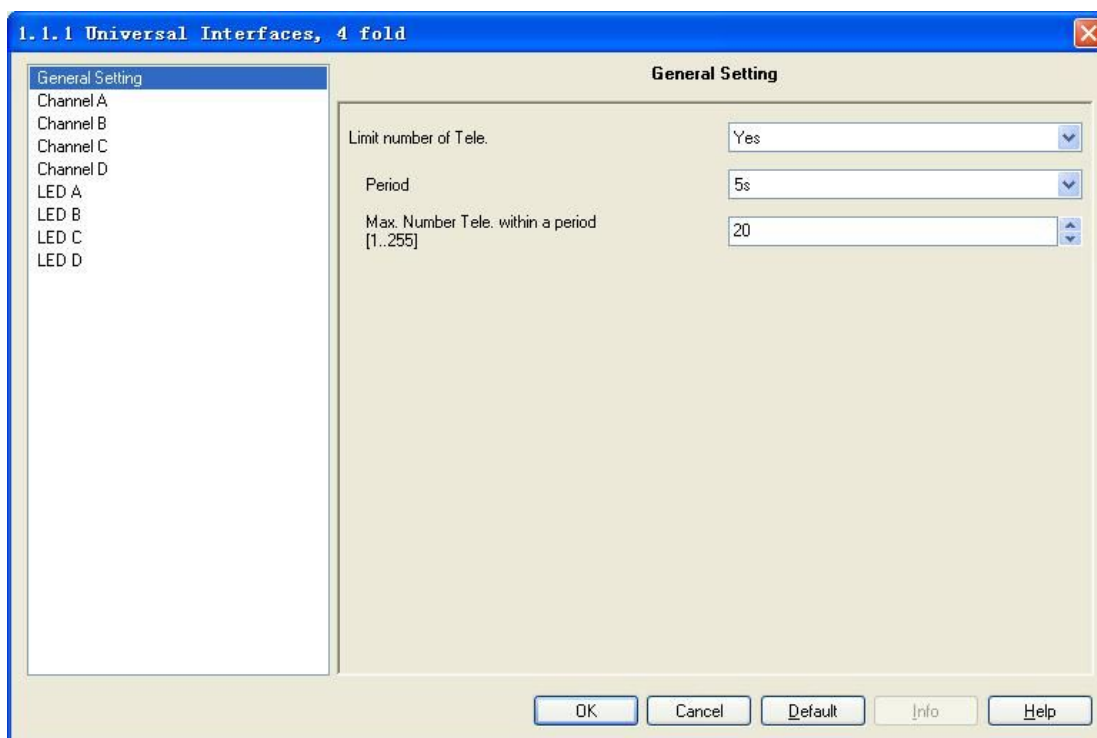 1.1.1 Universal Interfaces, 4 fold
General Setting
Channel A
Channel B
Channel C
Channel D
LED A
LED B
LED C
LED D
General Setting
Limit number of Tele.
Yes
Period
5s
Max. Number Tele. within a period
[1..255]
20
OK
Cancel
Default
Info
Help